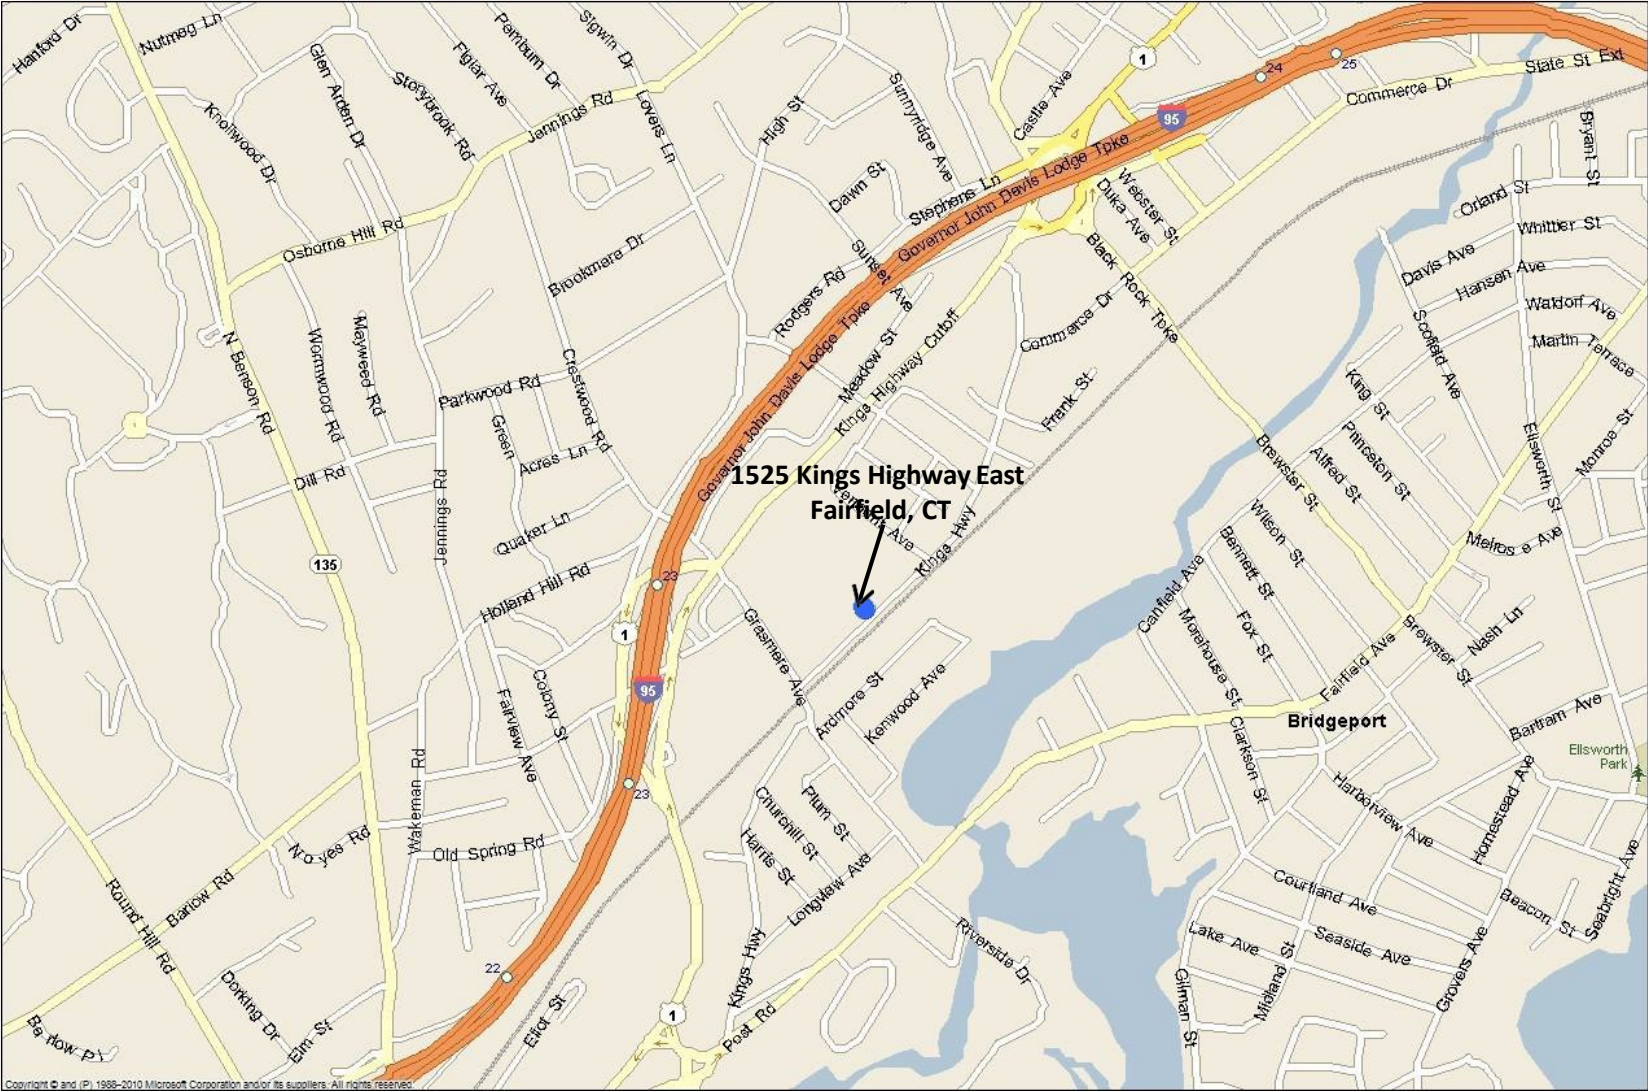 Hanford Dr
Nutmeg Ln
Glen Arden Dr
Figlar Ave
Pemburn Dr
Sigwin Dr
Storybrook Rd
Lovers Ln
Jennings Rd
Knollwood Dr
High St
Sunnyridge Ave
Castle Ave
1
24
25
95
State St Ext
Commerce Dr
Bryant St
Orland St
Whittier St
Davis Ave
Hansen Ave
Waldorf Ave
Martin Terrace
Dawn St
Stephens Ln
Governor John Davis Lodge Tpke
Webster St
Duka Ave
Black Rock Tpke
Osborne Hill Rd
Brookmere Dr
Sunset Ave
Rodgers Rd
Governor John Davis Lodge Tpke
Meadow St
Kings Highway Cutoff
Commerce Dr
Frank St
Scofield Ave
King St
Princeton St
Alfred St
Ellsworth St
Monroe St
Brewster St
N Benson Rd
Wormwood Rd
Mayweed Rd
Parkwood Rd
Crestwood Rd
Green Acres Ln
Dill Rd
Jennings Rd
Quaker Ln
1525 Kings Highway East
Fairfield, CT
Ave
Kings Hwy
Wilson St
Bennett St
Melrose Ave
Canfield Ave
135
Holland Hill Rd
23
1
95
Grasmere Ave
Ardmore St
Kenwood Ave
Morehouse St
Fox St
Nash Ln
Brewster St
Fairfield Ave
Bridgeport
Bartram Ave
Ellsworth
Park
Clarkson St
Colony St
Fairview Ave
Wakeman Rd
23
Harborview Ave
Homestead Ave
Plum St
Churchill St
Harris St
Longview Ave
Noyes Rd
Old Spring Rd
Barlow Rd
Round Hill Rd
Courtland Ave
Beacon St
Seabright Ave
Lake Ave
Seaside Ave
Midland St
Grovers Ave
Gilman St
Riverside Dr
Kings Hwy
Post Rd
22
1
Eliot St
Dorking Dr
Elm St
Barlow Pl
Copyright © and (P) 1988–2010 Microsoft Corporation and/or its suppliers. All rights reserved.